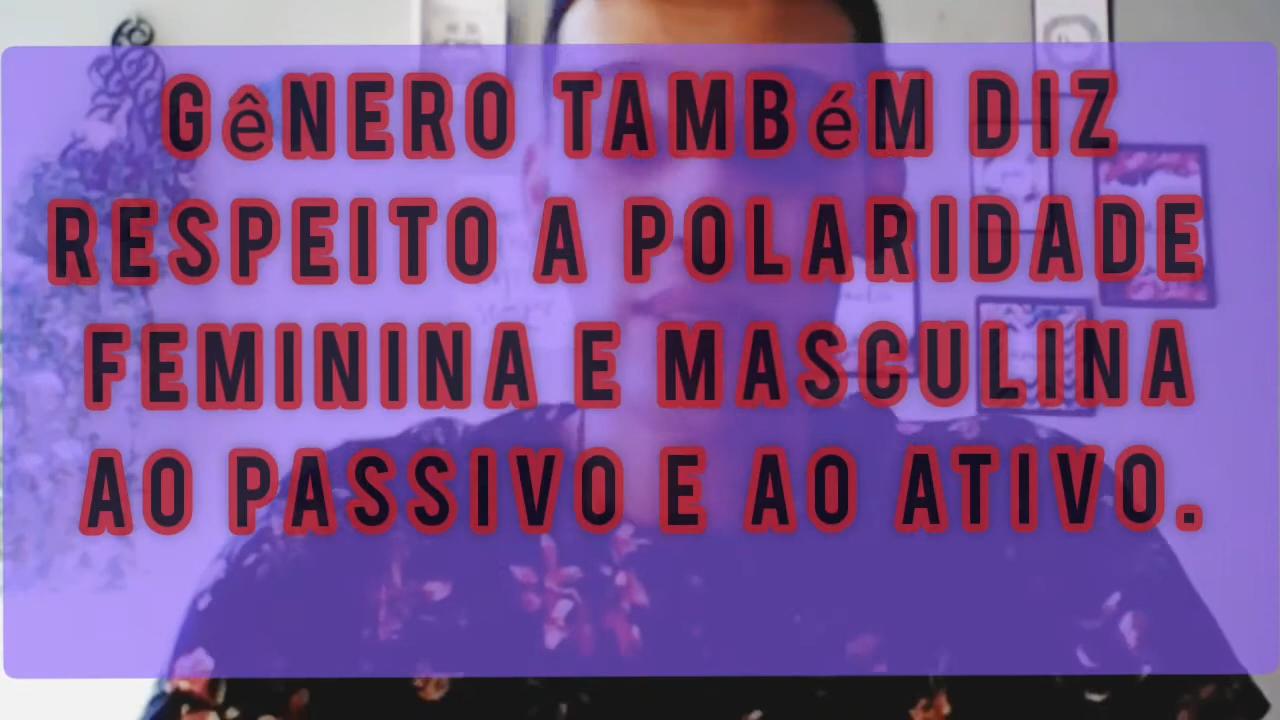 GêNERO TAMBéM DIZ
RESPEITO A POLARIDADE
FEMININA E MASCULINA
AO PASSIVO E AO ATIVO.